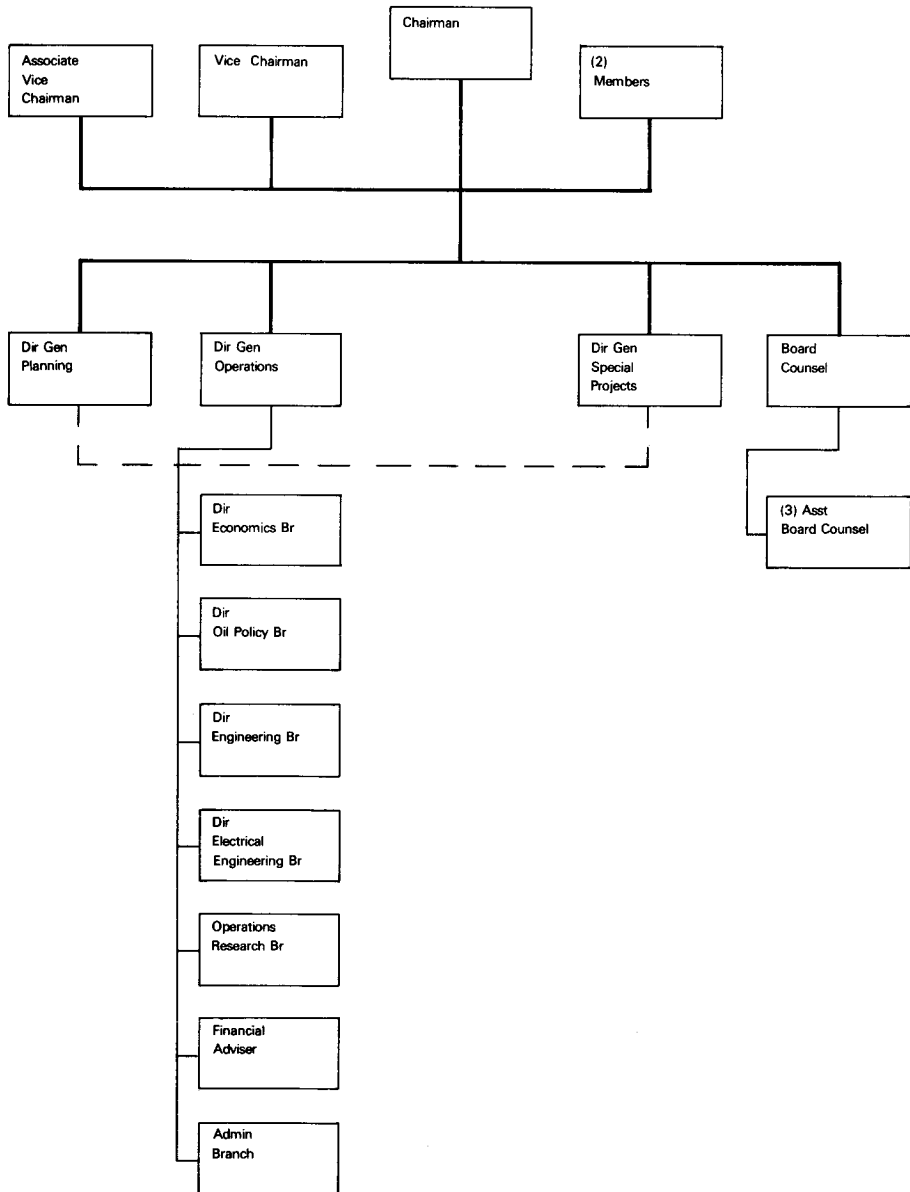 Chairman
Associate
Vice
Chairman
Vice Chairman
(2)
Members
Dir Gen
Planning
Dir Gen
Operations
Dir Gen
Special
Projects
Board
Counsel
Dir
Economics Br
(3) Asst
Board Counsel
Dir
Oil Policy Br
Dir
Engineering Br
Dir
Electrical
Engineering Br
Operations
Research Br
Financial
Adviser
Admin
Branch